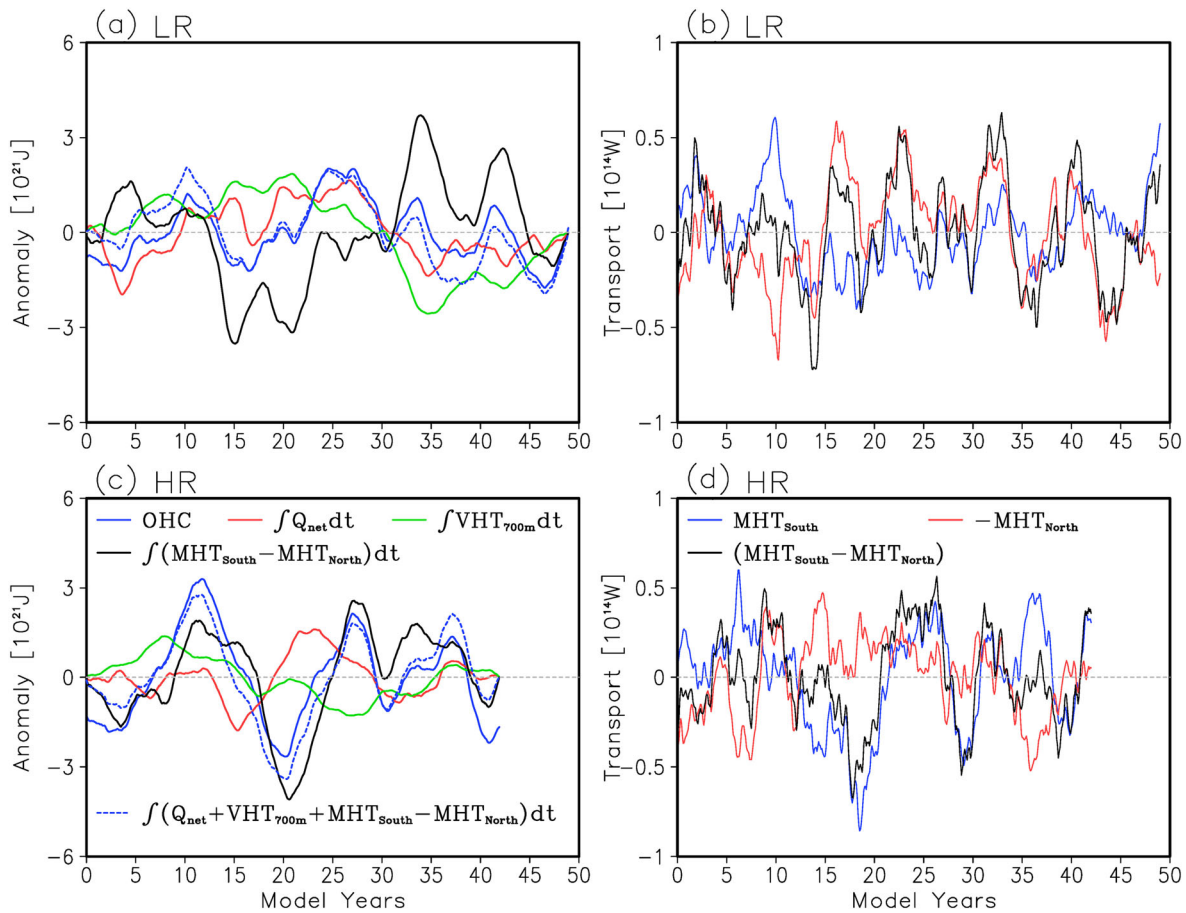 (a) LR
(b) LR
Anomaly [10²¹J]
6
3
0
−3
−6
0 5 10 15 20 25 30 35 40 45 50
Transport [10¹⁴W]
1
0.5
0
−0.5
−1
0 5 10 15 20 25 30 35 40 45 50
(c) HR
(d) HR
Anomaly [10²¹J]
6
3
0
−3
−6
OHC ∫Qnetdt ∫VHT700mdt
∫(MHTSouth−MHTNorth)dt
∫(Qnet+VHT700m+MHTSouth−MHTNorth)dt
0 5 10 15 20 25 30 35 40 45 50
Model Years
Transport [10¹⁴W]
1
0.5
0
−0.5
−1
MHTSouth −MHTNorth
(MHTSouth−MHTNorth)
0 5 10 15 20 25 30 35 40 45 50
Model Years